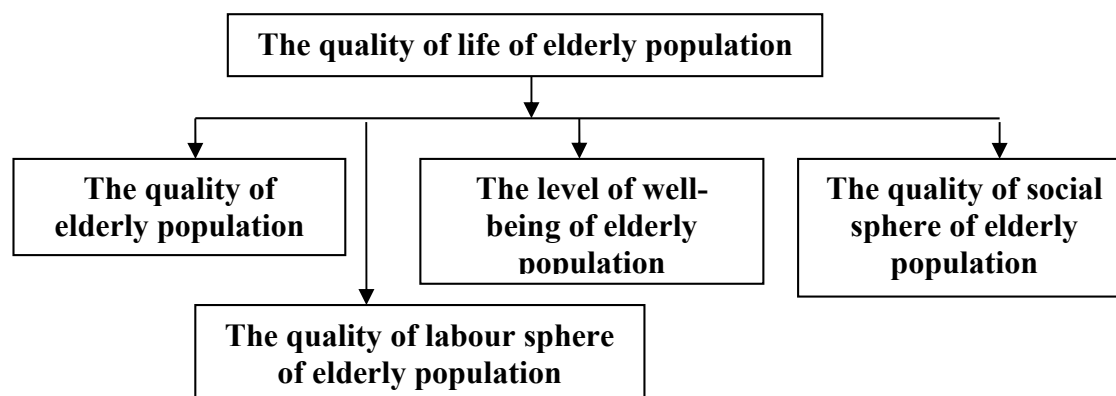 The quality of life of elderly population
The quality of
elderly population
The level of well-
being of elderly
population
The quality of social
sphere of elderly
population
The quality of labour sphere
of elderly population